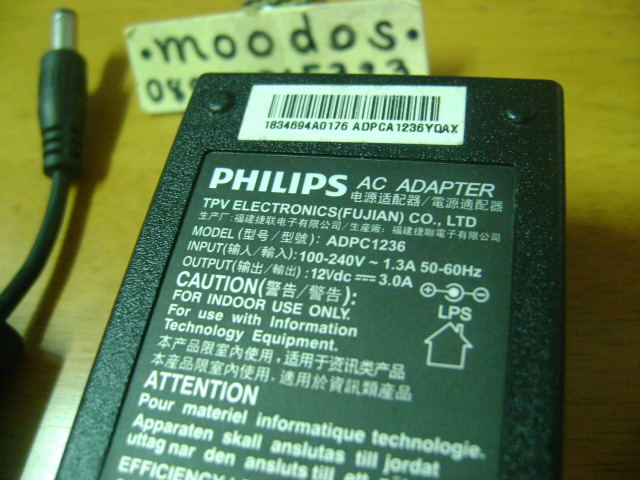 •moodos•
1834694A0176 ADPCA1236YQAX
PHILIPS AC ADAPTER
电源适配器/電源適配器
TPV ELECTRONICS(FUJIAN) CO., LTD
生产厂:福建捷联电子有限公司/生産廠:福建捷聯電子有限公司
MODEL(型号/型號): ADPC1236
INPUT(输入/輸入):100-240V ~ 1.3A 50-60Hz
OUTPUT(输出/輸出):12Vdc ⎓ 3.0A
CAUTION(警告/警告):
LPS
FOR INDOOR USE ONLY.
For use with Information
Technology Equipment.
本产品限室内使用,适用于资讯类产品
本産品限室內使用,適用於資訊類産品
ATTENTION
Pour materiel informatique technologie.
Apparaten skall anslutas till jordat
uttag nar den ansluts till ett
EFFICIENCY